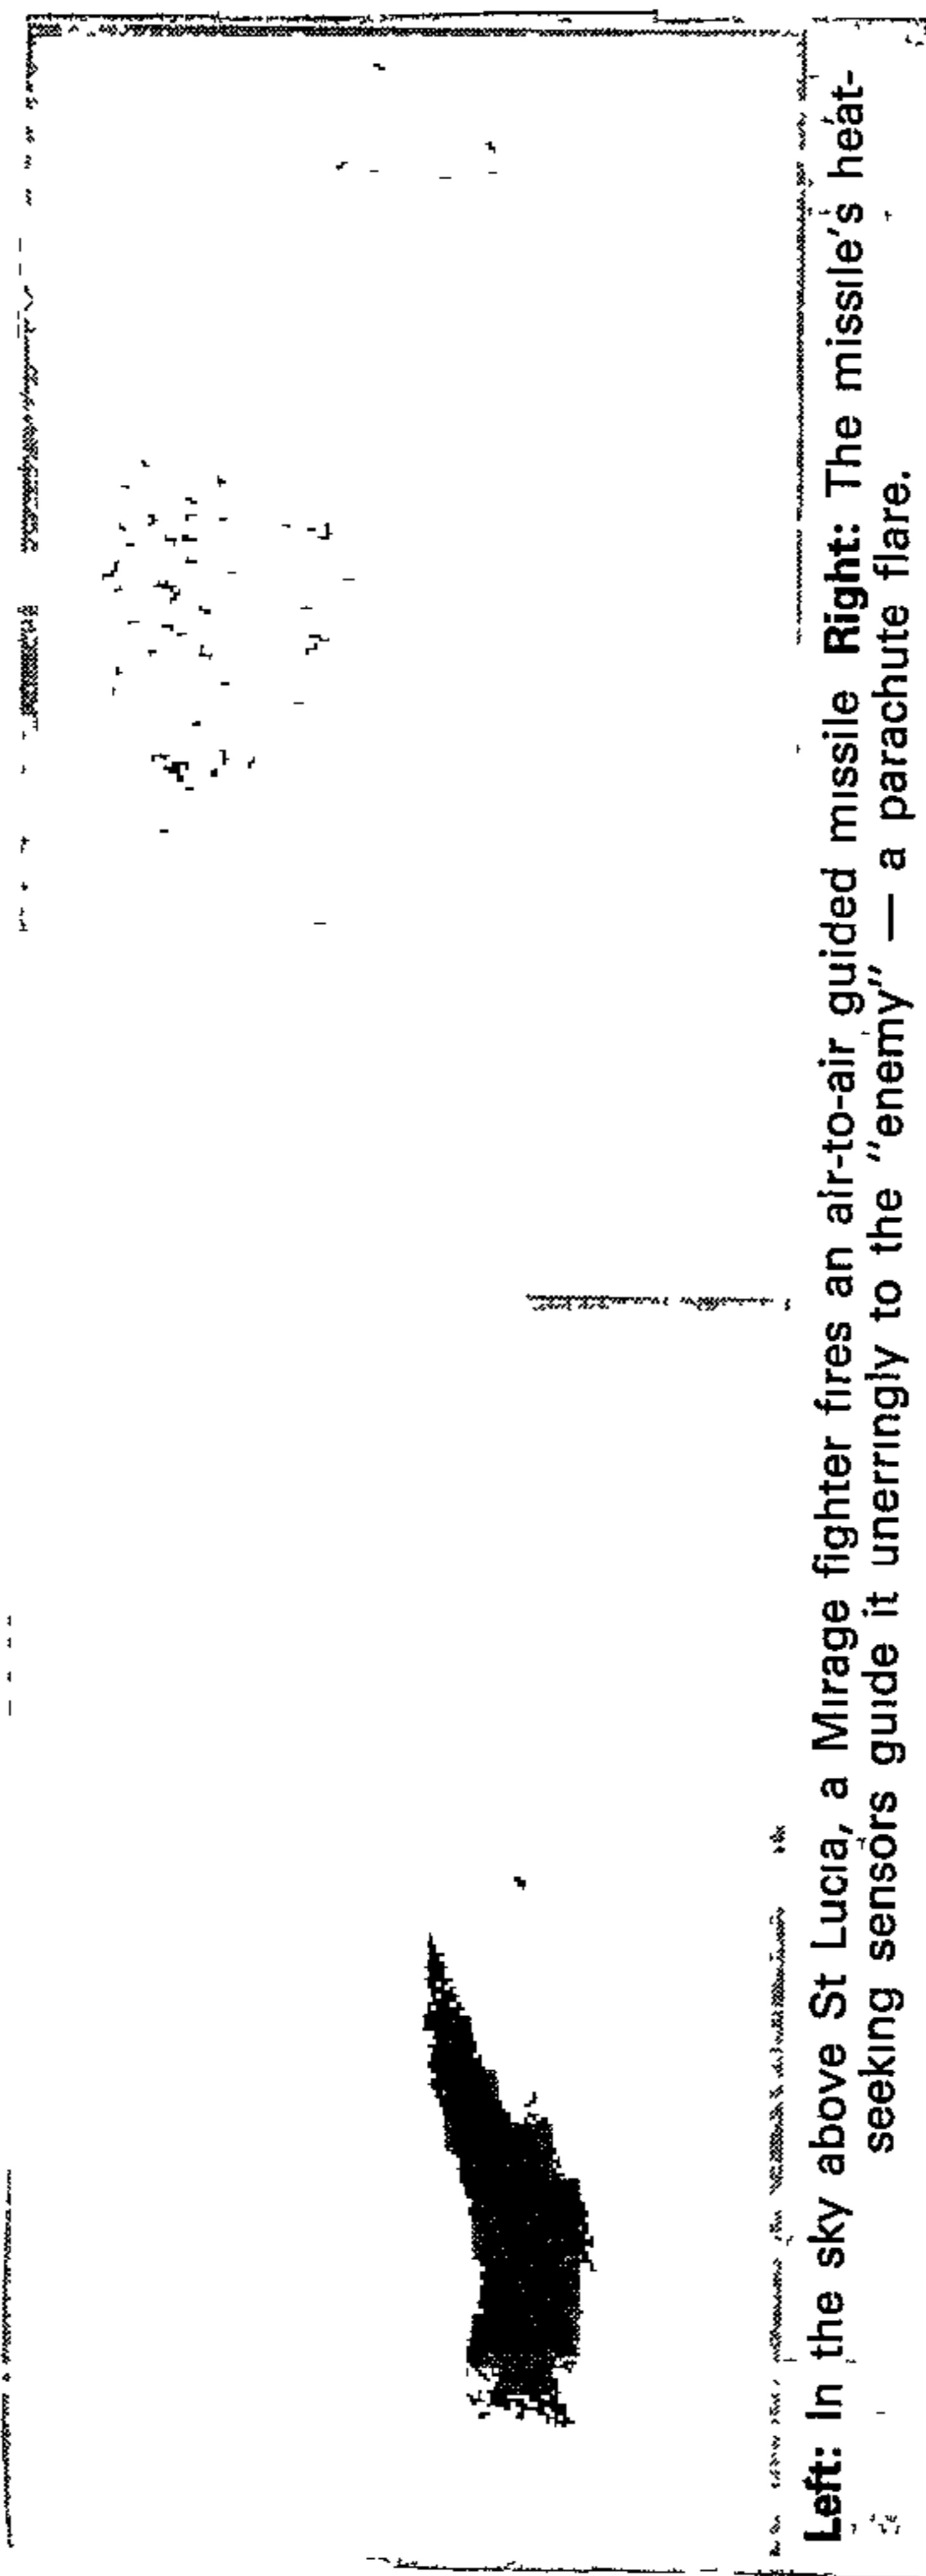 Left: In the sky above St Lucia, a Mirage fighter fires an air-to-air guided missile Right: The missile's heat-
seeking sensors guide it unerringly to the "enemy" — a parachute flare.